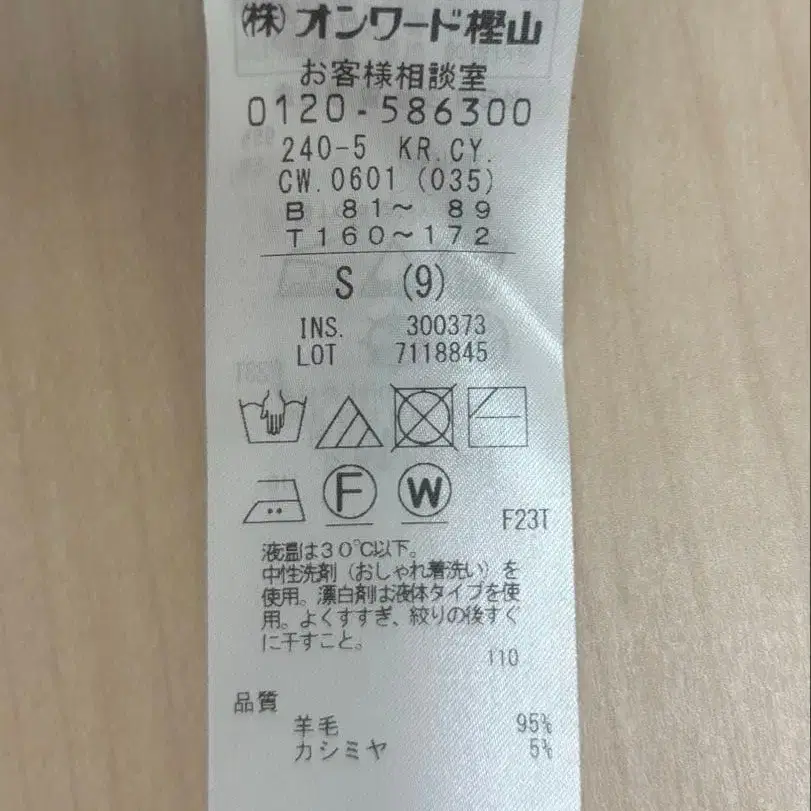 (株)オンワード樫山
お客様相談室
0120-586300
240-5 KR.CY.
CW.0601(035)
B 81～ 89
T160～172
S (9)
INS. 300373
LOT 7118845
F W
F23T
液温は30℃以下。
中性洗剤（おしゃれ着洗い）を
使用。漂白剤は液体タイプを使
用。よくすすぎ、絞りの後すぐ
に干すこと。
110
品質
羊毛 95%
カシミヤ 5%